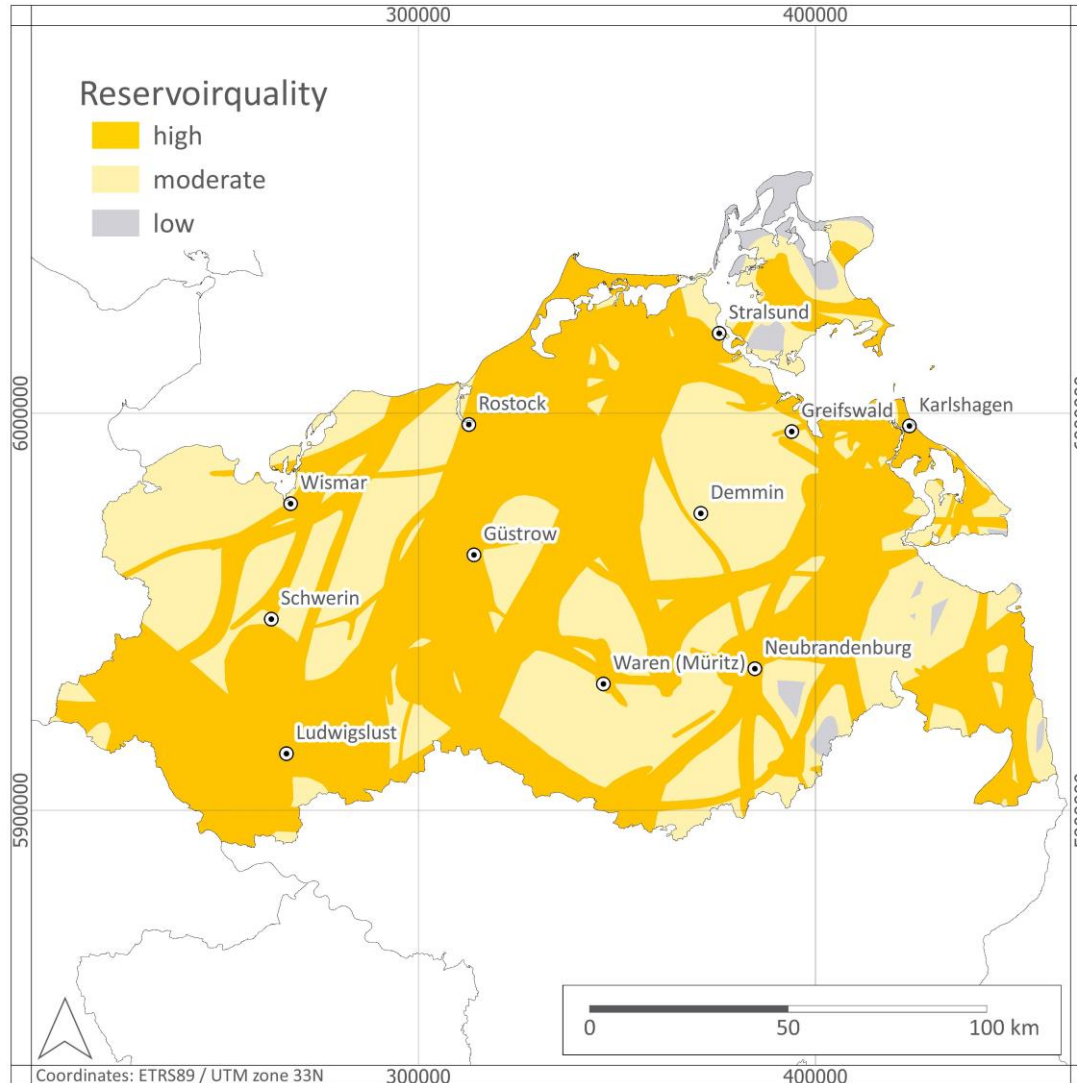 300000
400000
Reservoirquality
high
moderate
low
Stralsund
6000000
Rostock
Greifswald
Karlshagen
Wismar
Demmin
Güstrow
Schwerin
Neubrandenburg
Waren (Müritz)
Ludwigslust
5900000
0
50
100 km
Coordinates: ETRS89 / UTM zone 33N
300000
400000